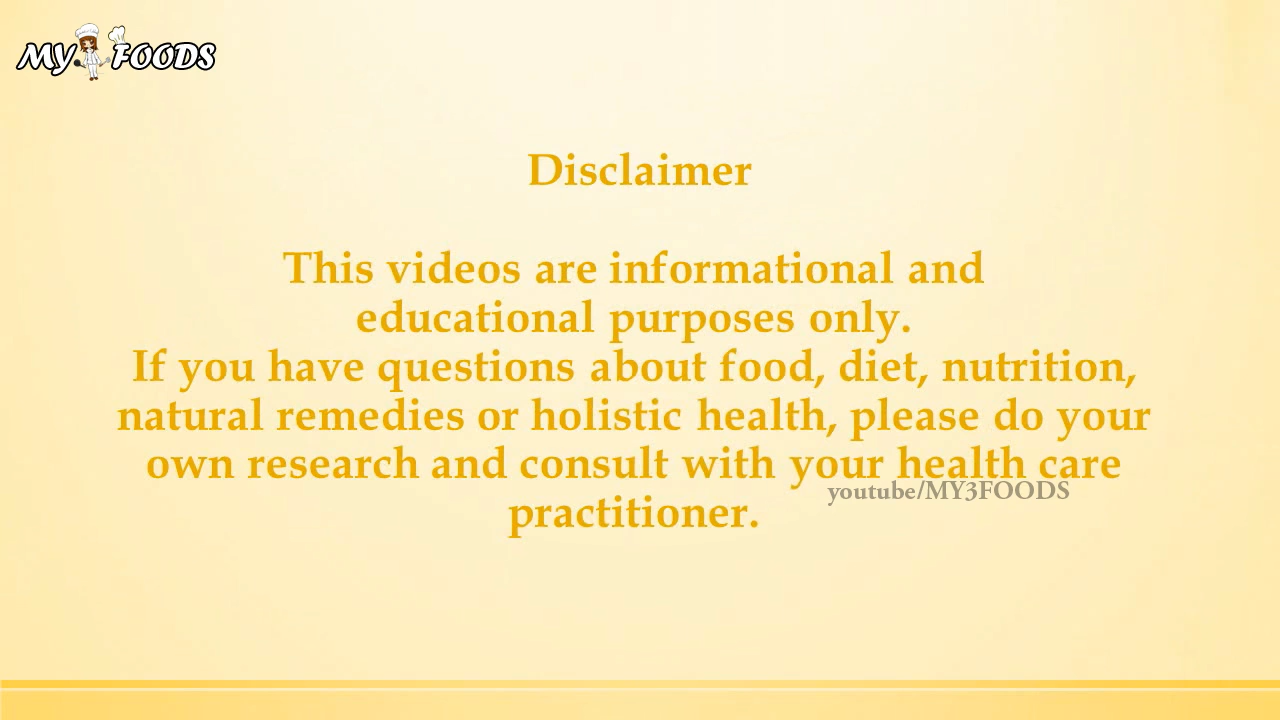 MY FOODS
Disclaimer
This videos are informational and
educational purposes only.
If you have questions about food, diet, nutrition,
natural remedies or holistic health, please do your
own research and consult with your health care
youtube/MY3FOODS
practitioner.